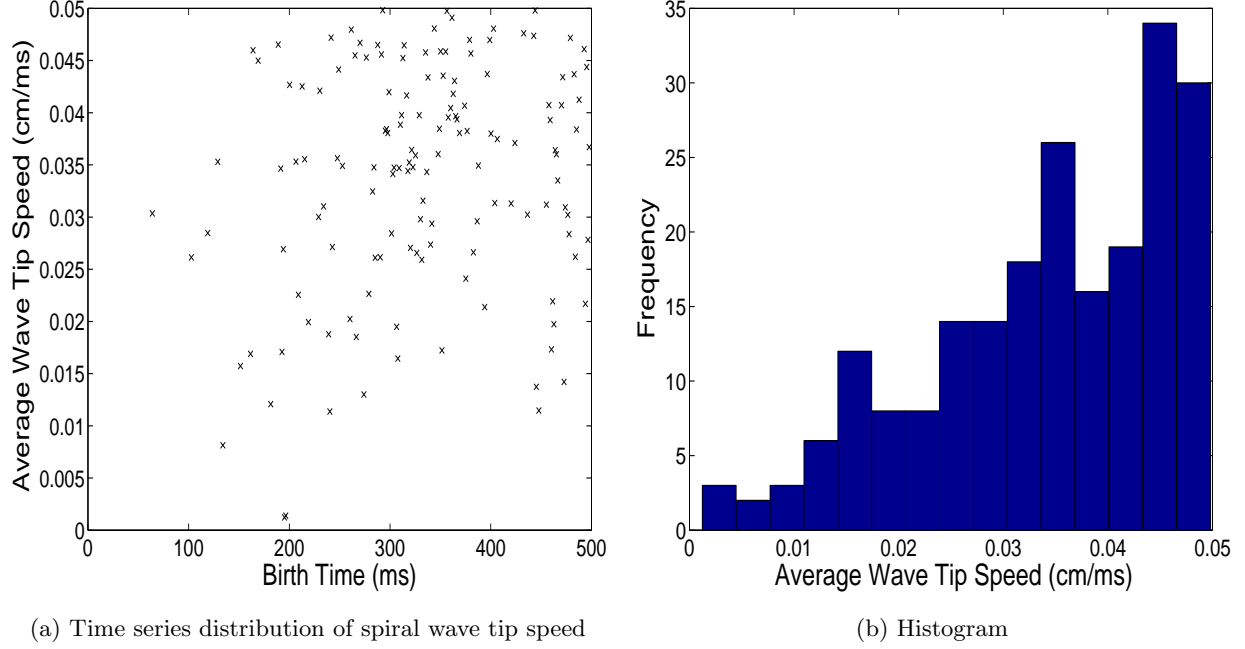 0.05
0.045
0.04
0.035
0.03
0.025
0.02
0.015
0.01
0.005
0
Average Wave Tip Speed (cm/ms)
0 100 200 300 400 500
Birth Time (ms)
(a) Time series distribution of spiral wave tip speed
35
30
25
20
15
10
5
0
Frequency
0 0.01 0.02 0.03 0.04 0.05
Average Wave Tip Speed (cm/ms)
(b) Histogram